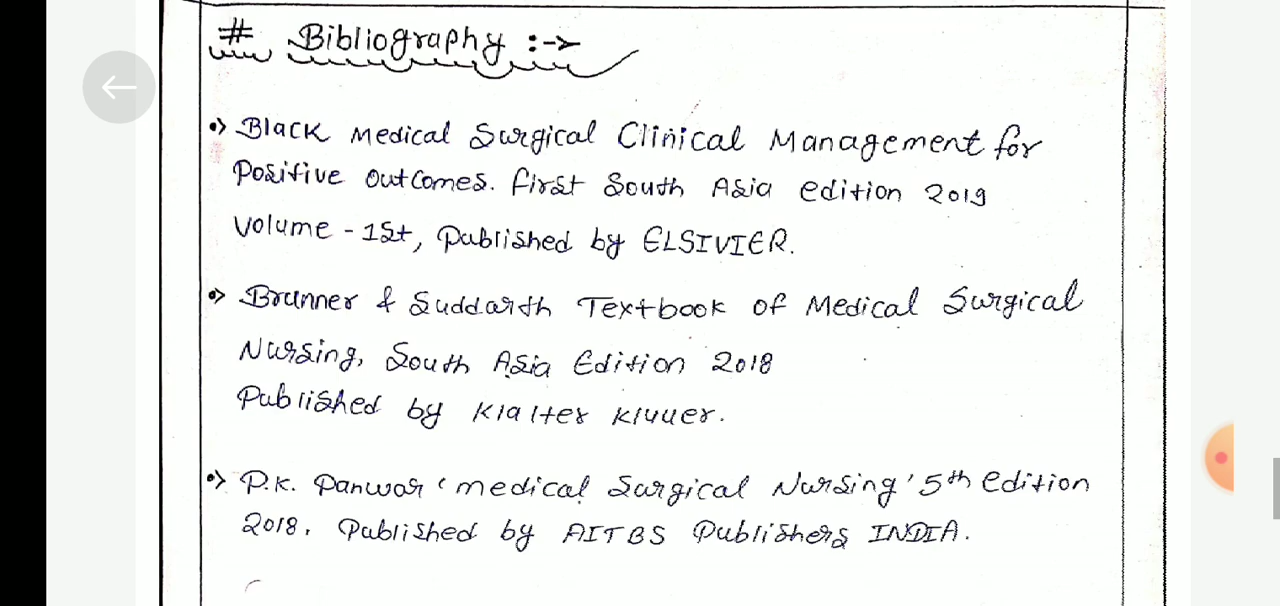 # Bibliography :->
•> Black Medical Surgical Clinical Management for
Positive Outcomes. first South Asia edition 2019
volume - 1St, Published by ELSIVIER.
•> Brunner & Suddarth Textbook of Medical Surgical
Nursing, South Asia Edition 2018
Published by Klalter Kluuer.
•> P.K. Panwar 'medical Surgical Nursing' 5th Edition
2018, Published by AITBS Publishers INDIA.